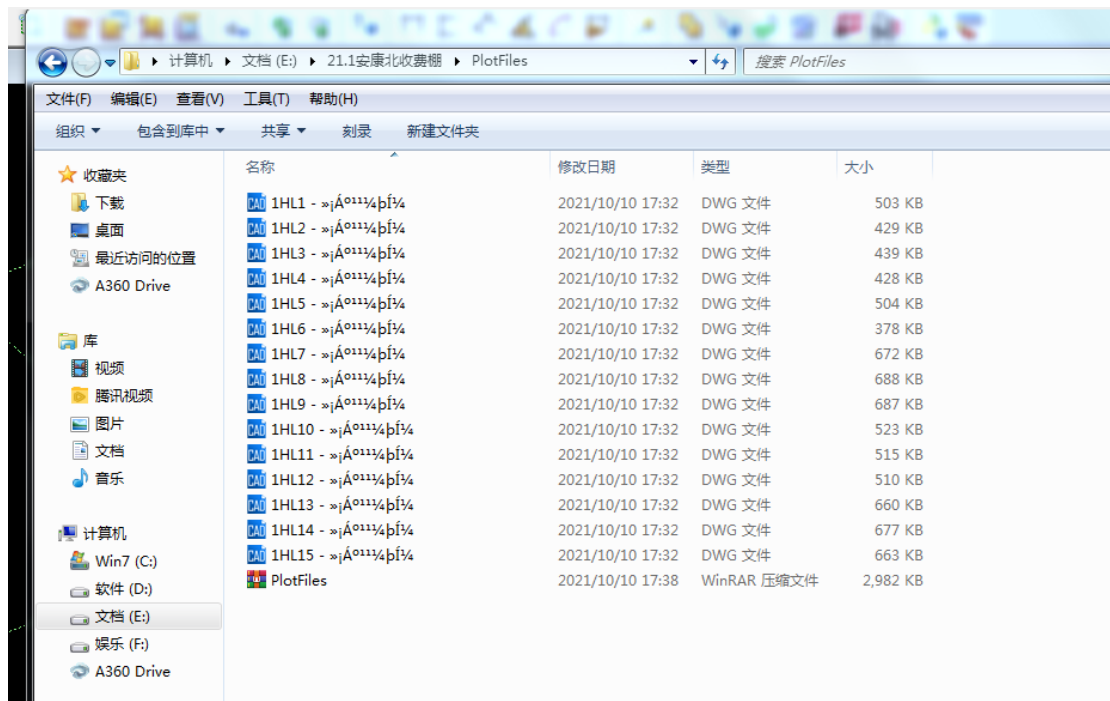 计算机 ▸ 文档 (E:) ▸ 21.1安康北收费棚 ▸ PlotFiles
搜索 PlotFiles
文件(F) 编辑(E) 查看(V) 工具(T) 帮助(H)
组织 ▼ 包含到库中 ▼ 共享 ▼ 刻录 新建文件夹
收藏夹
下载
桌面
最近访问的位置
A360 Drive
库
视频
腾讯视频
图片
文档
音乐
计算机
Win7 (C:)
软件 (D:)
文档 (E:)
娱乐 (F:)
A360 Drive
名称 修改日期 类型 大小
1HL1 - »¡Áº¹¹¼þÍ¼ 2021/10/10 17:32 DWG 文件 503 KB
1HL2 - »¡Áº¹¹¼þÍ¼ 2021/10/10 17:32 DWG 文件 429 KB
1HL3 - »¡Áº¹¹¼þÍ¼ 2021/10/10 17:32 DWG 文件 439 KB
1HL4 - »¡Áº¹¹¼þÍ¼ 2021/10/10 17:32 DWG 文件 428 KB
1HL5 - »¡Áº¹¹¼þÍ¼ 2021/10/10 17:32 DWG 文件 504 KB
1HL6 - »¡Áº¹¹¼þÍ¼ 2021/10/10 17:32 DWG 文件 378 KB
1HL7 - »¡Áº¹¹¼þÍ¼ 2021/10/10 17:32 DWG 文件 672 KB
1HL8 - »¡Áº¹¹¼þÍ¼ 2021/10/10 17:32 DWG 文件 688 KB
1HL9 - »¡Áº¹¹¼þÍ¼ 2021/10/10 17:32 DWG 文件 687 KB
1HL10 - »¡Áº¹¹¼þÍ¼ 2021/10/10 17:32 DWG 文件 523 KB
1HL11 - »¡Áº¹¹¼þÍ¼ 2021/10/10 17:32 DWG 文件 515 KB
1HL12 - »¡Áº¹¹¼þÍ¼ 2021/10/10 17:32 DWG 文件 510 KB
1HL13 - »¡Áº¹¹¼þÍ¼ 2021/10/10 17:32 DWG 文件 660 KB
1HL14 - »¡Áº¹¹¼þÍ¼ 2021/10/10 17:32 DWG 文件 677 KB
1HL15 - »¡Áº¹¹¼þÍ¼ 2021/10/10 17:32 DWG 文件 663 KB
PlotFiles 2021/10/10 17:38 WinRAR 压缩文件 2,982 KB